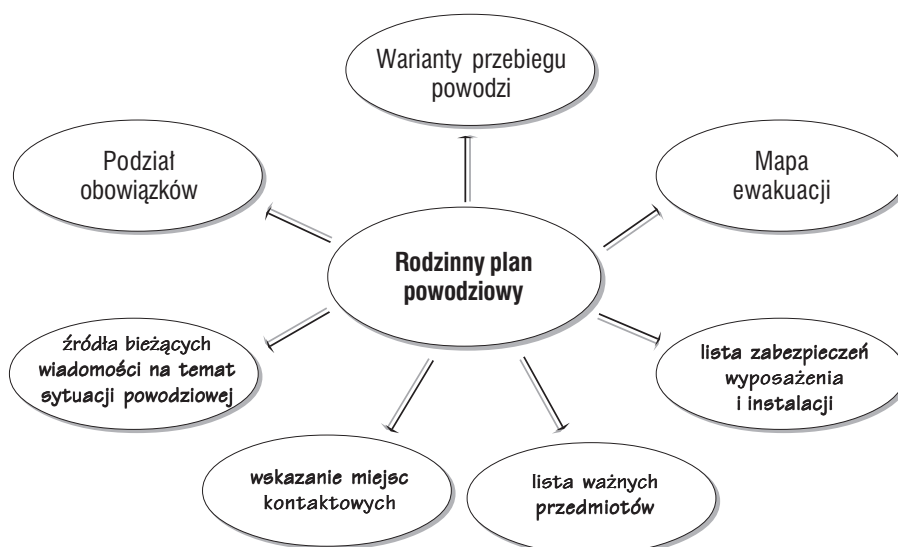 Warianty przebiegu
powodzi
Podział
obowiązków
Mapa
ewakuacji
Rodzinny plan
powodziowy
źródła bieżących
wiadomości na temat
sytuacji powodziowej
lista zabezpieczeń
wyposażenia
i instalacji
wskazanie miejsc
kontaktowych
lista ważnych
przedmiotów